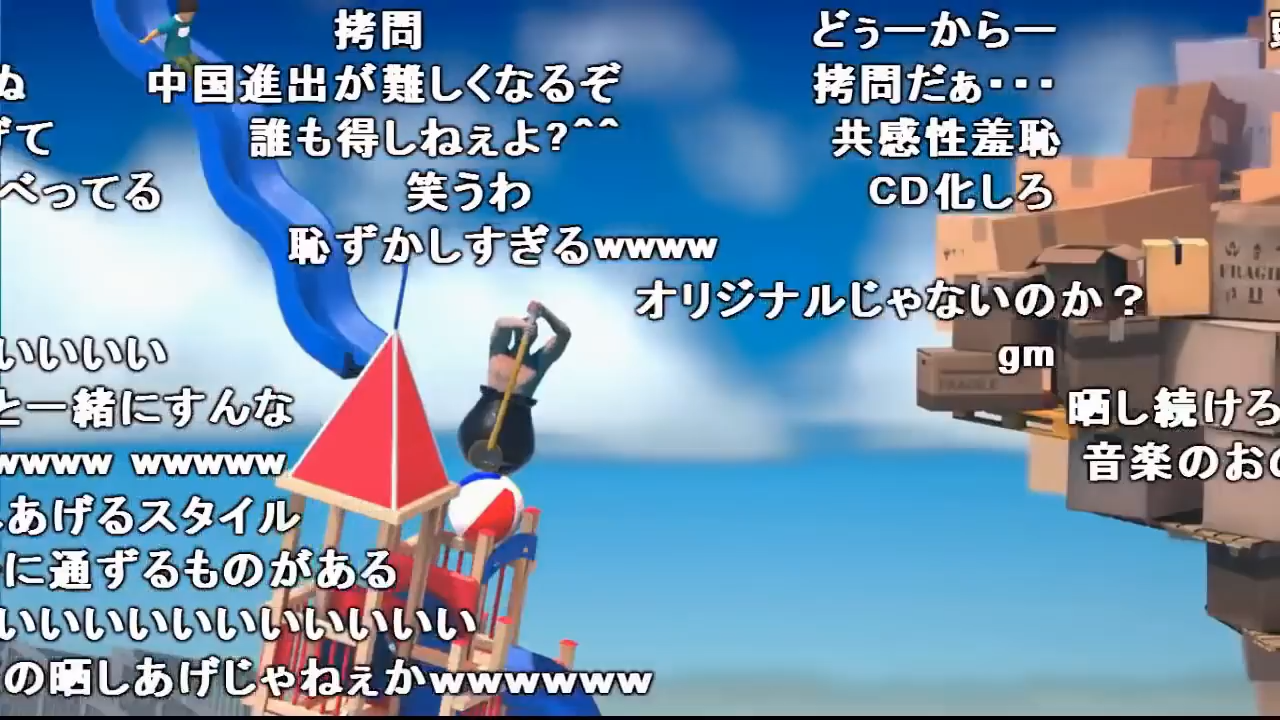 拷問
どぅーからー
ぬ
中国進出が難しくなるぞ
拷問だぁ・・・
げて
誰も得しねぇよ?^^
共感性羞恥
べってる
笑うわ
CD化しろ
恥ずかしすぎるwwww
FRAGILE
オリジナルじゃないのか？
いいいい
gm
FRAGILE
と一緒にすんな
晒し続けろ
wwww wwwww
音楽のお
しあげるスタイル
に通ずるものがある
いいいいいいいいいいい
の晒しあげじゃねぇかwwwwwww